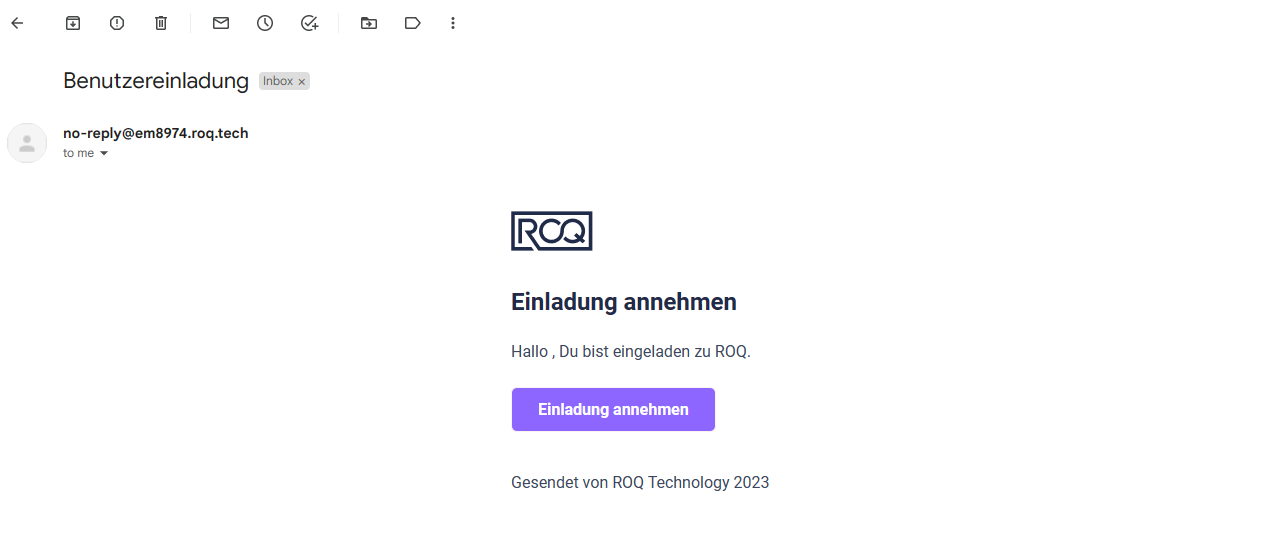 Benutzereinladung Inbox ×
no-reply@em8974.roq.tech
to me
ROQ
Einladung annehmen
Hallo , Du bist eingeladen zu ROQ.
Einladung annehmen
Gesendet von ROQ Technology 2023